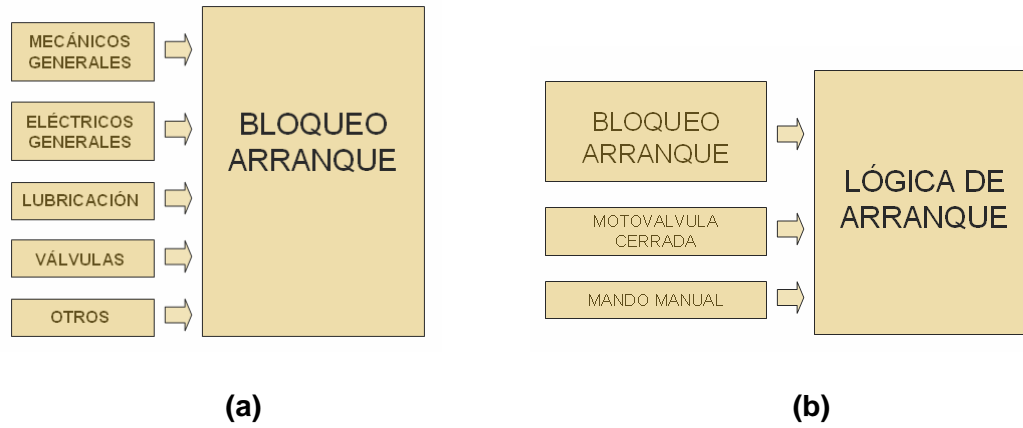 MECÁNICOS
GENERALES
ELÉCTRICOS
GENERALES
LUBRICACIÓN
VÁLVULAS
OTROS
BLOQUEO
ARRANQUE
(a)
BLOQUEO
ARRANQUE
MOTOVALVULA
CERRADA
MANDO MANUAL
LÓGICA DE
ARRANQUE
(b)